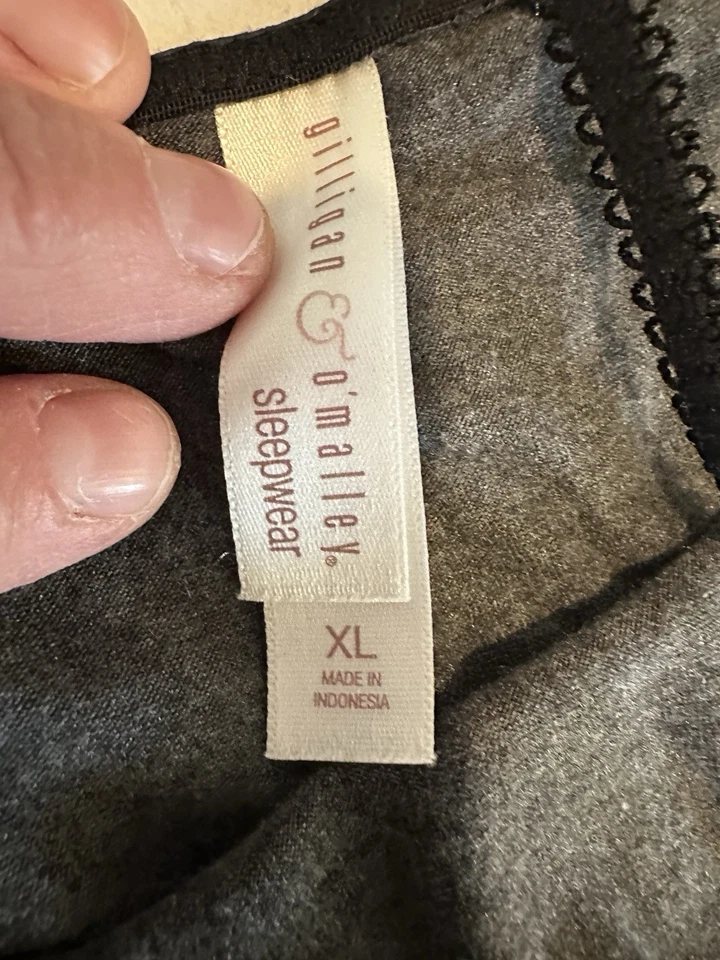 gilligan & o'malley®
sleepwear
XL
MADE IN
INDONESIA